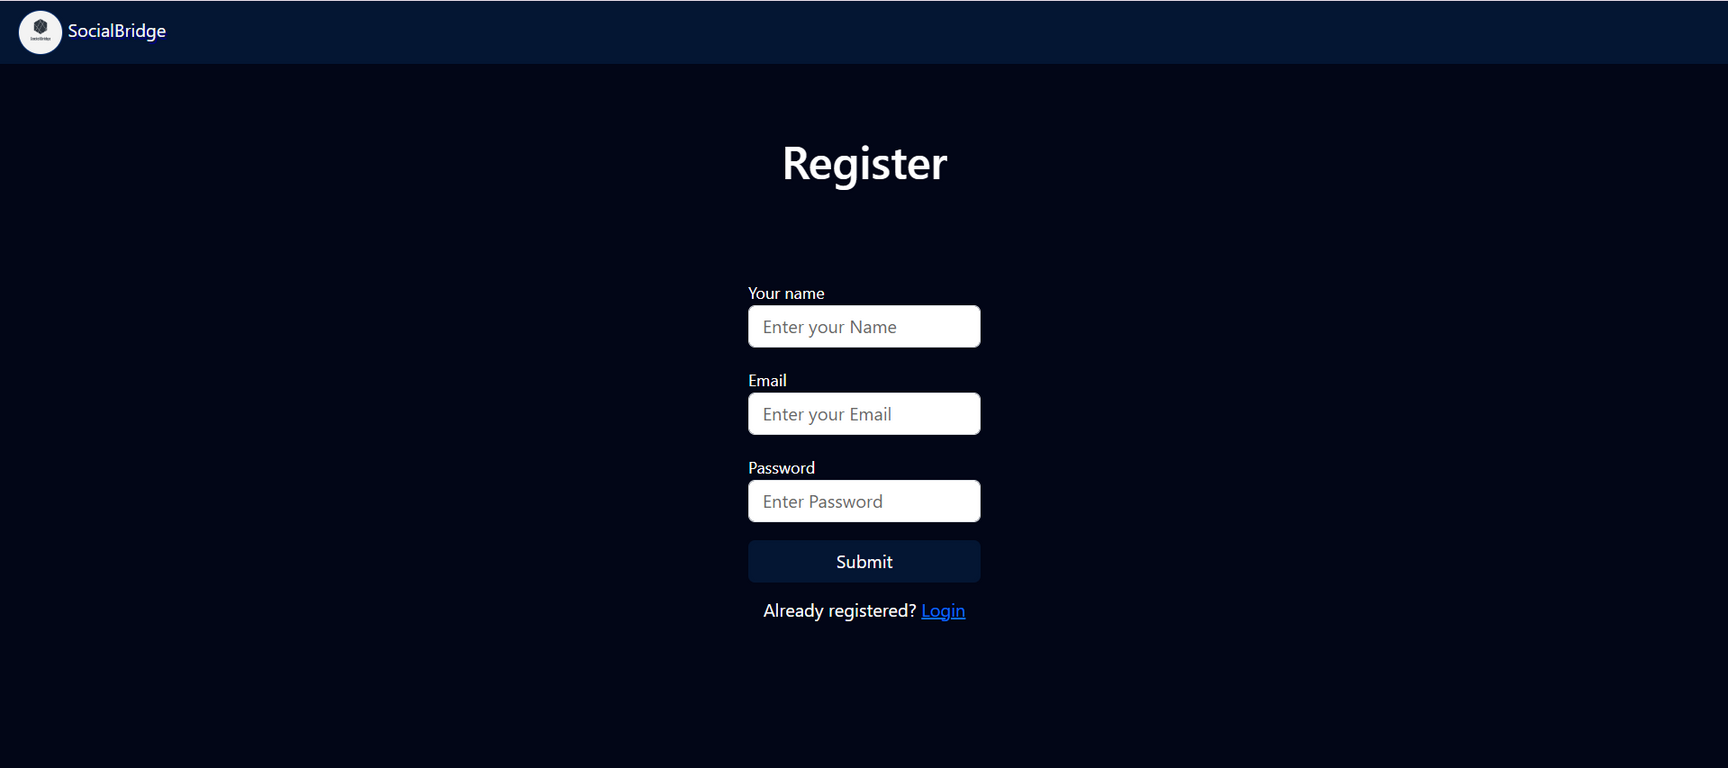 SocialBridge
Register
Your name
Enter your Name
Email
Enter your Email
Password
Enter Password
Submit
Already registered? Login